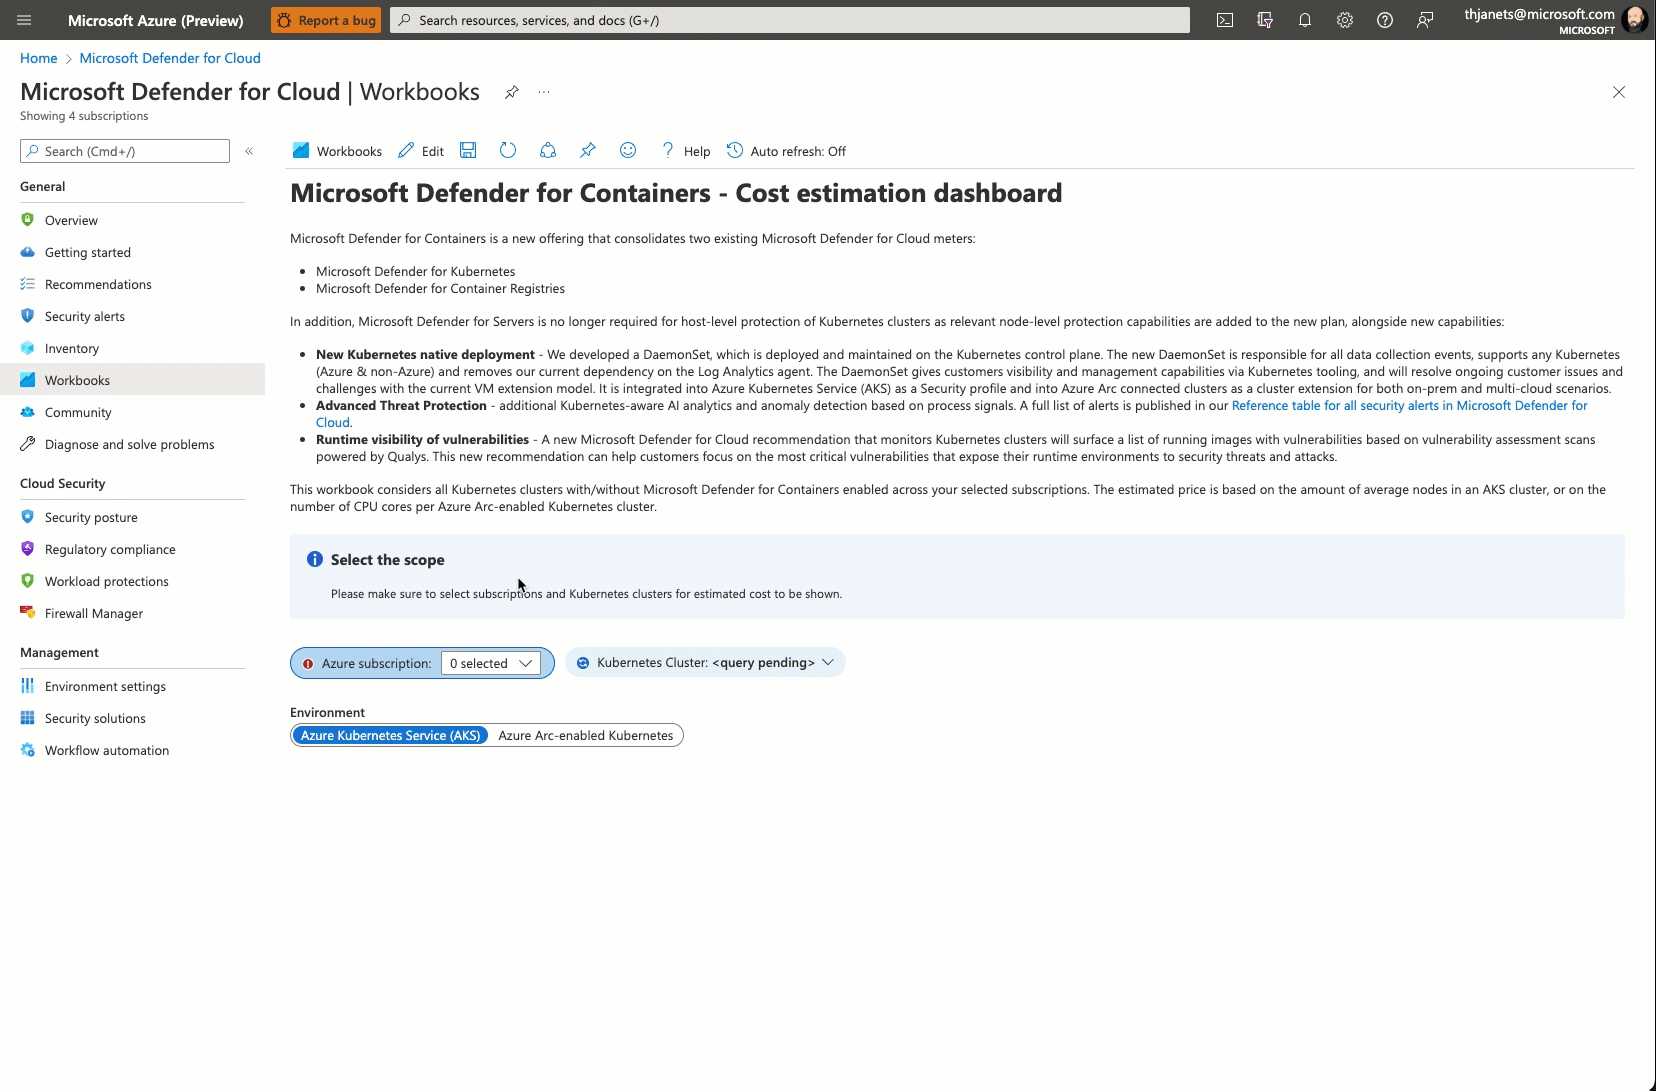 Microsoft Azure (Preview)
Report a bug
Search resources, services, and docs (G+/)
thjanets@microsoft.com
MICROSOFT
Home > Microsoft Defender for Cloud
Microsoft Defender for Cloud | Workbooks
...
Showing 4 subscriptions
Search (Cmd+/)
«
General
Overview
Getting started
Recommendations
Security alerts
Inventory
Workbooks
Community
Diagnose and solve problems
Cloud Security
Security posture
Regulatory compliance
Workload protections
Firewall Manager
Management
Environment settings
Security solutions
Workflow automation
Workbooks
Edit
? Help
Auto refresh: Off
Microsoft Defender for Containers - Cost estimation dashboard
Microsoft Defender for Containers is a new offering that consolidates two existing Microsoft Defender for Cloud meters:
• Microsoft Defender for Kubernetes
• Microsoft Defender for Container Registries
In addition, Microsoft Defender for Servers is no longer required for host-level protection of Kubernetes clusters as relevant node-level protection capabilities are added to the new plan, alongside new capabilities:
• New Kubernetes native deployment - We developed a DaemonSet, which is deployed and maintained on the Kubernetes control plane. The new DaemonSet is responsible for all data collection events, supports any Kubernetes
(Azure & non-Azure) and removes our current dependency on the Log Analytics agent. The DaemonSet gives customers visibility and management capabilities via Kubernetes tooling, and will resolve ongoing customer issues and
challenges with the current VM extension model. It is integrated into Azure Kubernetes Service (AKS) as a Security profile and into Azure Arc connected clusters as a cluster extension for both on-prem and multi-cloud scenarios.
• Advanced Threat Protection - additional Kubernetes-aware AI analytics and anomaly detection based on process signals. A full list of alerts is published in our Reference table for all security alerts in Microsoft Defender for
Cloud.
• Runtime visibility of vulnerabilities - A new Microsoft Defender for Cloud recommendation that monitors Kubernetes clusters will surface a list of running images with vulnerabilities based on vulnerability assessment scans
powered by Qualys. This new recommendation can help customers focus on the most critical vulnerabilities that expose their runtime environments to security threats and attacks.
This workbook considers all Kubernetes clusters with/without Microsoft Defender for Containers enabled across your selected subscriptions. The estimated price is based on the amount of average nodes in an AKS cluster, or on the
number of CPU cores per Azure Arc-enabled Kubernetes cluster.
Select the scope
Please make sure to select subscriptions and Kubernetes clusters for estimated cost to be shown.
Azure subscription: 0 selected
Kubernetes Cluster: <query pending>
Environment
Azure Kubernetes Service (AKS)
Azure Arc-enabled Kubernetes